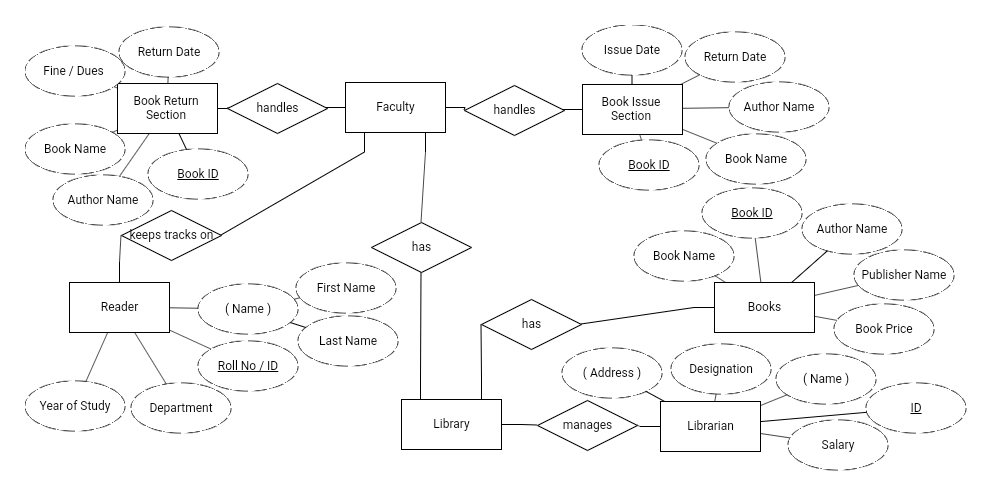 Issue Date
Return Date
Return Date
Fine / Dues
Book Return
Section
handles
Faculty
handles
Book Issue
Section
Author Name
Book Name
Book ID
Author Name
Book ID
Book Name
Book ID
Author Name
keeps tracks on
has
Book Name
Publisher Name
Reader
( Name )
First Name
Last Name
Roll No / ID
Year of Study
Department
has
Books
Book Price
( Address )
Designation
( Name )
ID
Library
manages
Librarian
Salary